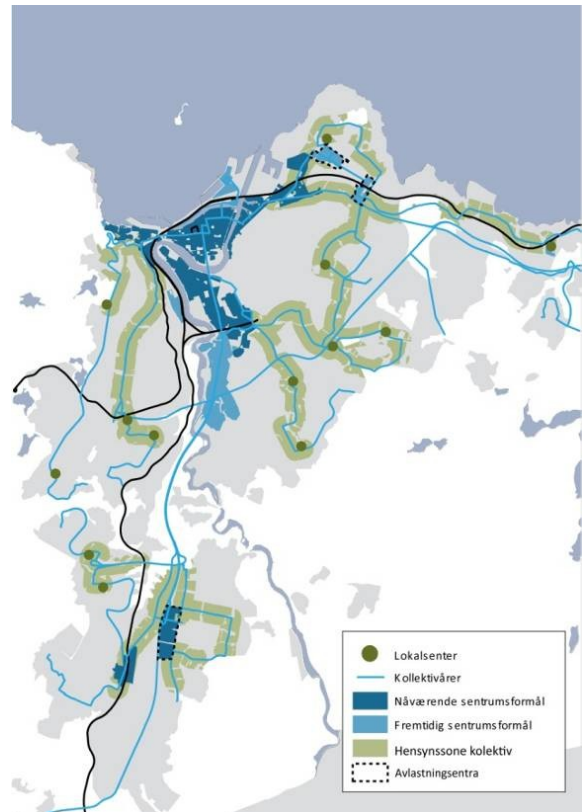 Lokalsenter
Kollektivårer
Nåværende sentrumsformål
Fremtidig sentrumsformål
Hensynssone kolektiv
Avlastningsentra